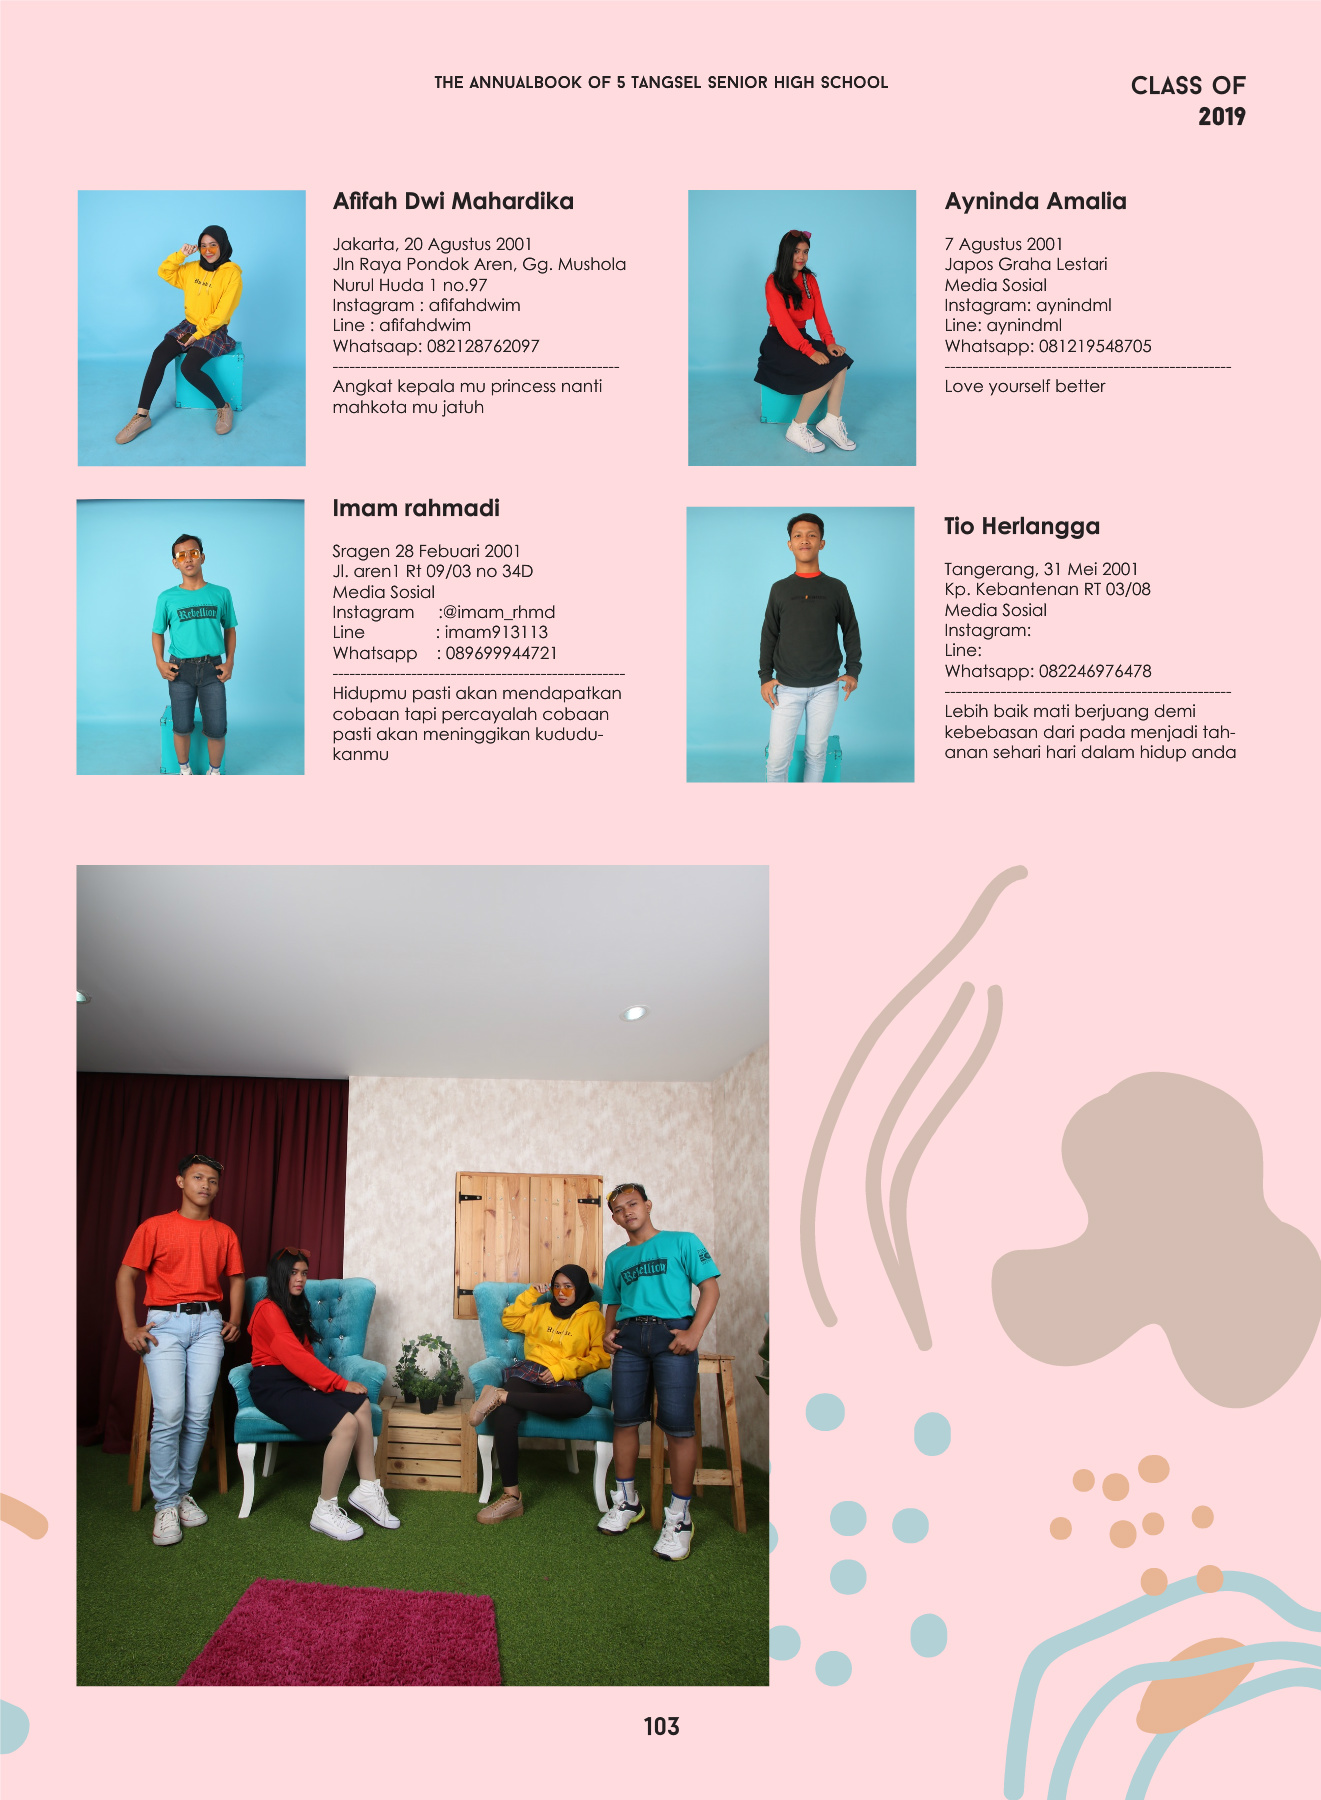 THE ANNUALBOOK OF 5 TANGSEL SENIOR HIGH SCHOOL
CLASS OF
2019
Afifah Dwi Mahardika
Jakarta, 20 Agustus 2001
Jln Raya Pondok Aren, Gg. Mushola
Nurul Huda 1 no.97
Instagram : afifahdwim
Line : afifahdwim
Whatsaap: 082128762097
----------------------------------------------------
Angkat kepala mu princess nanti
mahkota mu jatuh
Ayninda Amalia
7 Agustus 2001
Japos Graha Lestari
Media Sosial
Instagram: aynindml
Line: aynindml
Whatsapp: 081219548705
----------------------------------------------------
Love yourself better
Imam rahmadi
Sragen 28 Febuari 2001
Jl. aren1 Rt 09/03 no 34D
Media Sosial
Instagram :@imam_rhmd
Line : imam913113
Whatsapp : 089699944721
-----------------------------------------------------
Hidupmu pasti akan mendapatkan
cobaan tapi percayalah cobaan
pasti akan meninggikan kududu-
kanmu
Tio Herlangga
Tangerang, 31 Mei 2001
Kp. Kebantenan RT 03/08
Media Sosial
Instagram:
Line:
Whatsapp: 082246976478
----------------------------------------------------
Lebih baik mati berjuang demi
kebebasan dari pada menjadi tah-
anan sehari hari dalam hidup anda
Rebellion
Rebellion
103